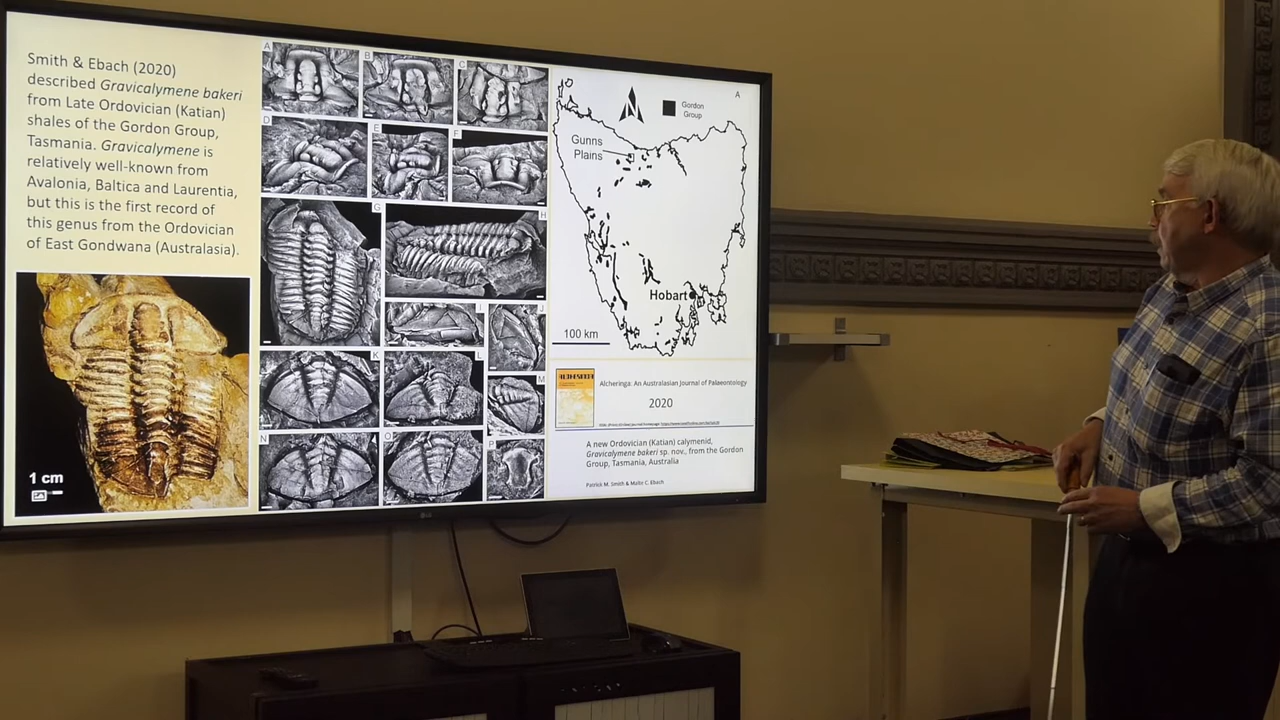 Smith & Ebach (2020)
described Gravicalymene bakeri
from Late Ordovician (Katian)
shales of the Gordon Group,
Tasmania. Gravicalymene is
relatively well-known from
Avalonia, Baltica and Laurentia,
but this is the first record of
this genus from the Ordovician
of East Gondwana (Australasia).
1 cm
A
B
C
D
E
F
G
H
I
J
K
L
M
N
O
P
A
Gordon
Group
Gunns
Plains
Hobart
100 km
Alcheringa: An Australasian Journal of Palaeontology
2020
A new Ordovician (Katian) calymenid,
Gravicalymene bakeri sp. nov., from the Gordon
Group, Tasmania, Australia
Patrick M. Smith & Malte C. Ebach
LG